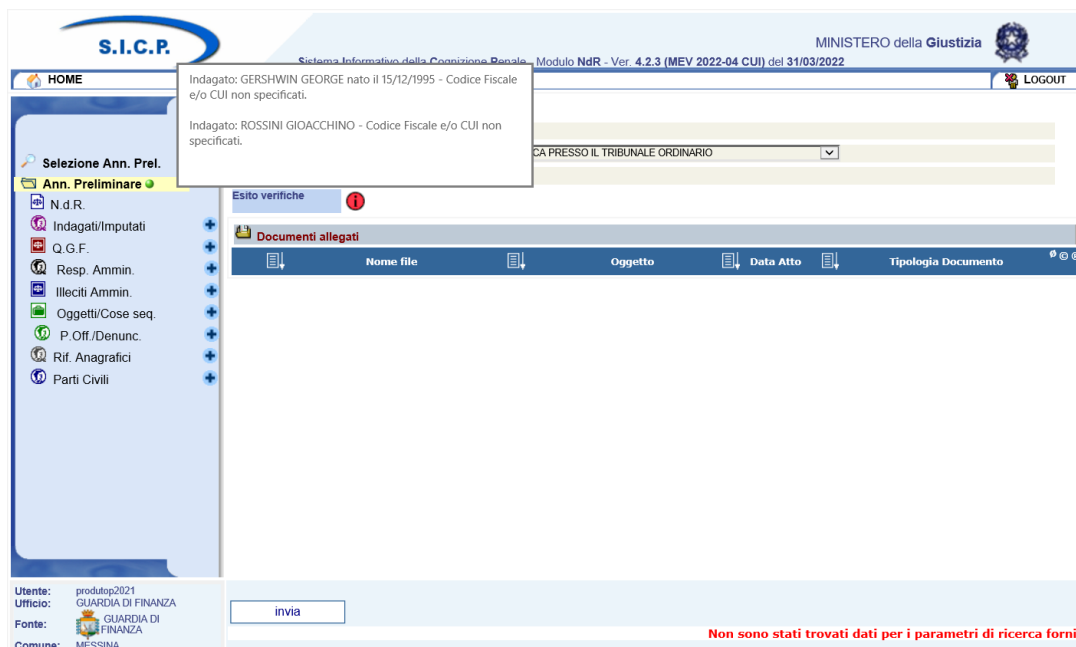 S.I.C.P.
MINISTERO della Giustizia
Sistema Informativo della Cognizione Penale - Modulo NdR - Ver. 4.2.3 (MEV 2022-04 CUI) del 31/03/2022
HOME
LOGOUT
Indagato: GERSHWIN GEORGE nato il 15/12/1995 - Codice Fiscale
e/o CUI non specificati.
Indagato: ROSSINI GIOACCHINO - Codice Fiscale e/o CUI non
specificati.
CA PRESSO IL TRIBUNALE ORDINARIO
Selezione Ann. Prel.
Ann. Preliminare
N.d.R.
Indagati/Imputati
Q.G.F.
Resp. Ammin.
Illeciti Ammin.
Oggetti/Cose seq.
P.Off./Denunc.
Rif. Anagrafici
Parti Civili
Esito verifiche
Documenti allegati
Nome file Oggetto Data Atto Tipologia Documento
Utente: produtop2021
Ufficio: GUARDIA DI FINANZA
Fonte: GUARDIA DI
FINANZA
Comune: MESSINA
invia
Non sono stati trovati dati per i parametri di ricerca forni